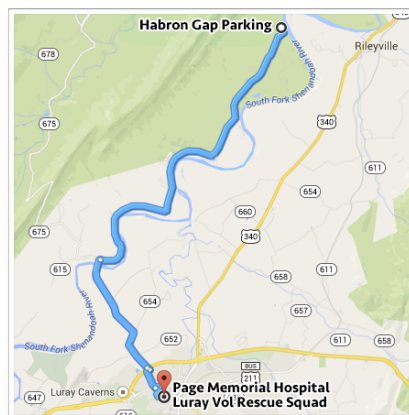 Habron Gap Parking
Rileyville
678
340
675
South Fork Shenandoah River
340
611
654
660
340
675
615
658
611
654
657
South Fork Shenandoah River
652
611
658
BUS
211
Page Memorial Hospital
Luray Vol Rescue Squad
647
Luray Caverns
616